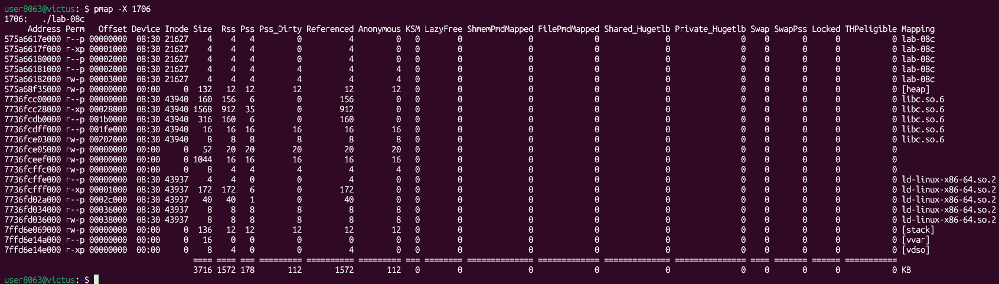 user8063@victus:~$ pmap -X 1706
1706:   ./lab-08c
     Address Perm   Offset Device Inode Size  Rss Pss Pss_Dirty Referenced Anonymous KSM LazyFree ShmemPmdMapped FilePmdMapped Shared_Hugetlb Private_Hugetlb Swap SwapPss Locked THPeligible Mapping
575a6617e000 r--p 00000000  08:30 21627    4    4   4         0          4         0   0        0              0             0              0               0    0       0      0           0 lab-08c
575a6617f000 r-xp 00001000  08:30 21627    4    4   4         0          4         0   0        0              0             0              0               0    0       0      0           0 lab-08c
575a66180000 r--p 00002000  08:30 21627    4    4   4         0          4         0   0        0              0             0              0               0    0       0      0           0 lab-08c
575a66181000 r--p 00002000  08:30 21627    4    4   4         4          4         4   0        0              0             0              0               0    0       0      0           0 lab-08c
575a66182000 rw-p 00003000  08:30 21627    4    4   4         4          4         4   0        0              0             0              0               0    0       0      0           0 lab-08c
575a68f35000 rw-p 00000000  00:00     0  132   12  12        12         12        12   0        0              0             0              0               0    0       0      0           0 [heap]
7736fcc00000 r--p 00000000  08:30 43940  160  156   6         0        156         0   0        0              0             0              0               0    0       0      0           0 libc.so.6
7736fcc28000 r-xp 00028000  08:30 43940 1568  912  35         0        912         0   0        0              0             0              0               0    0       0      0           0 libc.so.6
7736fcdb0000 r--p 001b0000  08:30 43940  316  160   6         0        160         0   0        0              0             0              0               0    0       0      0           0 libc.so.6
7736fcdff000 r--p 001fe000  08:30 43940   16   16  16        16         16        16   0        0              0             0              0               0    0       0      0           0 libc.so.6
7736fce03000 rw-p 00202000  08:30 43940    8    8   8         8          8         8   0        0              0             0              0               0    0       0      0           0 libc.so.6
7736fce05000 rw-p 00000000  00:00     0   52   20  20        20         20        20   0        0              0             0              0               0    0       0      0           0
7736fceef000 rw-p 00000000  00:00     0 1044   16  16        16         16        16   0        0              0             0              0               0    0       0      0           0
7736fcffc000 rw-p 00000000  00:00     0    8    4   4         4          4         4   0        0              0             0              0               0    0       0      0           0
7736fcffe000 r--p 00000000  08:30 43937    4    4   0         0          4         0   0        0              0             0              0               0    0       0      0           0 ld-linux-x86-64.so.2
7736fcfff000 r-xp 00001000  08:30 43937  172  172   6         0        172         0   0        0              0             0              0               0    0       0      0           0 ld-linux-x86-64.so.2
7736fd02a000 r--p 0002c000  08:30 43937   40   40   1         0         40         0   0        0              0             0              0               0    0       0      0           0 ld-linux-x86-64.so.2
7736fd034000 r--p 00036000  08:30 43937    8    8   8         8          8         8   0        0              0             0              0               0    0       0      0           0 ld-linux-x86-64.so.2
7736fd036000 rw-p 00038000  08:30 43937    8    8   8         8          8         8   0        0              0             0              0               0    0       0      0           0 ld-linux-x86-64.so.2
7ffd6e069000 rw-p 00000000  00:00     0  136   12  12        12         12        12   0        0              0             0              0               0    0       0      0           0 [stack]
7ffd6e14a000 r--p 00000000  00:00     0   16    0   0         0          0         0   0        0              0             0              0               0    0       0      0           0 [vvar]
7ffd6e14e000 r-xp 00000000  00:00     0    8    4   0         0          4         0   0        0              0             0              0               0    0       0      0           0 [vdso]
                                        ==== ==== === ========= ========== ========= === ======== ============== ============= ============== =============== ==== ======= ====== ===========
                                        3716 1572 178       112       1572       112   0        0              0             0              0               0    0       0      0           0 KB
user8063@victus:~$